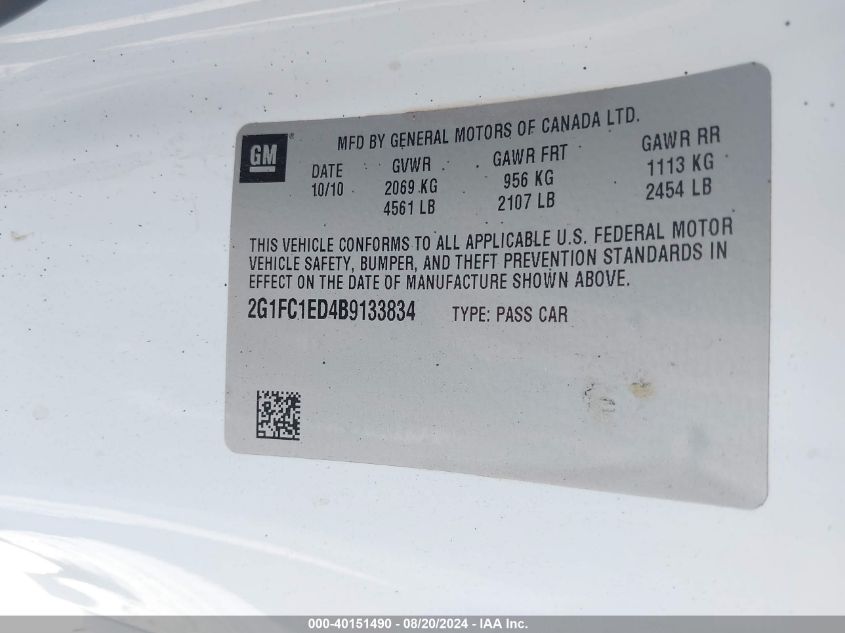 GM®
MFD BY GENERAL MOTORS OF CANADA LTD.
DATE GVWR GAWR FRT GAWR RR
10/10 2069 KG 956 KG 1113 KG
4561 LB 2107 LB 2454 LB
THIS VEHICLE CONFORMS TO ALL APPLICABLE U.S. FEDERAL MOTOR
VEHICLE SAFETY, BUMPER, AND THEFT PREVENTION STANDARDS IN
EFFECT ON THE DATE OF MANUFACTURE SHOWN ABOVE.
2G1FC1ED4B9133834 TYPE: PASS CAR
000-40151490 - 08/20/2024 - IAA Inc.